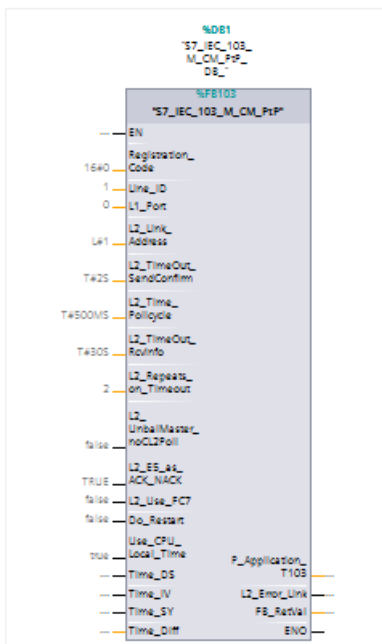 %DB1
"S7_IEC_103_
M_CM_PtP_
DB_"
%FB103
"S7_IEC_103_M_CM_PtP"
... EN
Registration_
16#0 Code
1 Line_ID
0 L1_Port
L2_Link_
L#1 Address
L2_TimeOut_
T#2S SendConfirm
L2_Time_
T#500MS Pollcycle
L2_TimeOut_
T#30S RcvInfo
L2_Repeats_
2 on_Timeout
L2_
UnbalMaster_
false noCL2Poll
L2_E5_as_
TRUE ACK_NACK
false L2_Use_FC7
false Do_Restart
Use_CPU_
true Local_Time
P_Application_
... Time_DS T103 ...
... Time_IV L2_Error_Link ...
... Time_SY FB_RetVal ...
... Time_Diff ENO